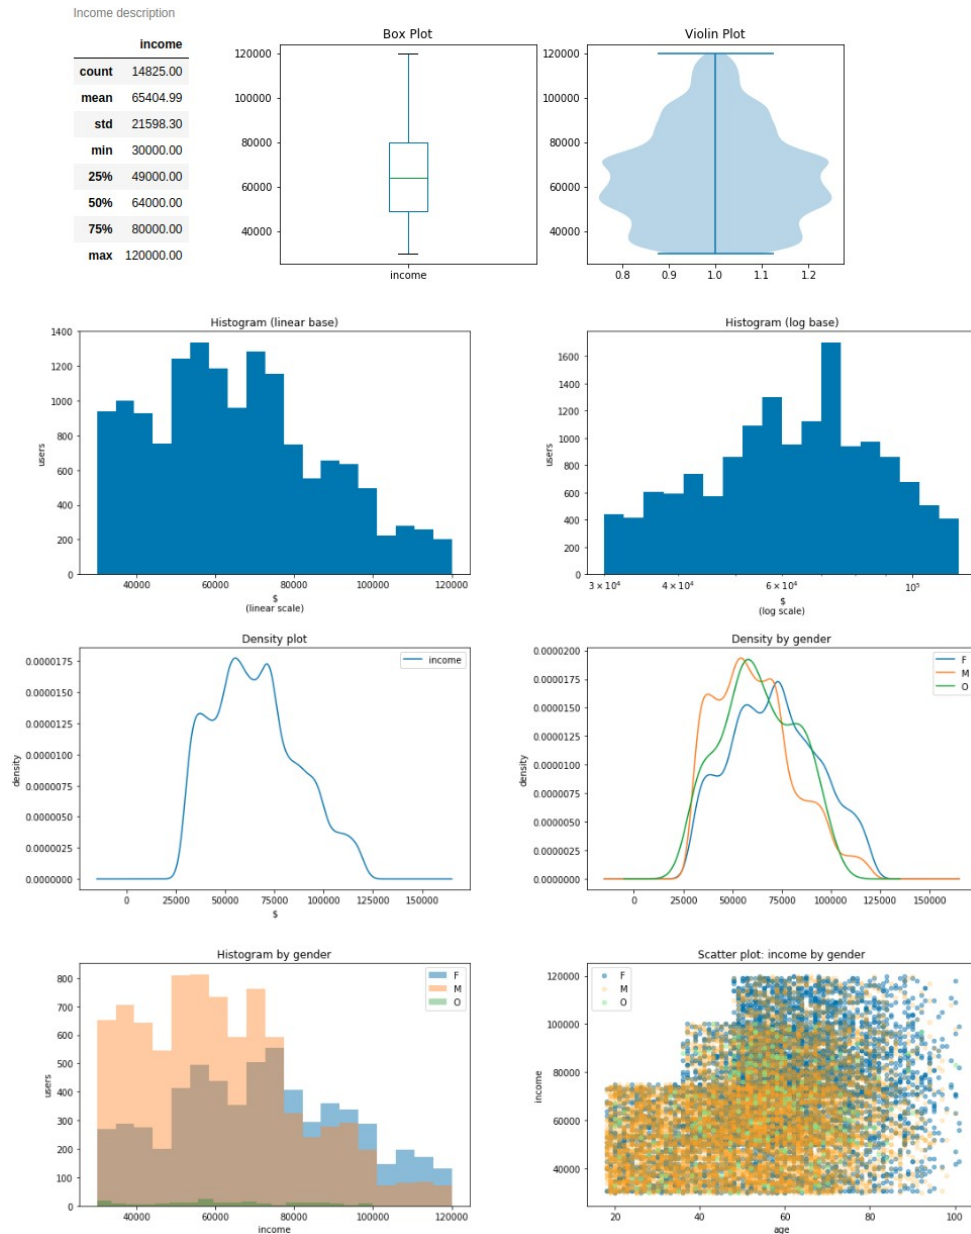 Income description
income
count 14825.00
mean 65404.99
std 21598.30
min 30000.00
25% 49000.00
50% 64000.00
75% 80000.00
max 120000.00
Box Plot
120000
100000
80000
60000
40000
income
Violin Plot
120000
100000
80000
60000
40000
0.8 0.9 1.0 1.1 1.2
Histogram (linear base)
1400
1200
1000
800
600
400
200
0
users
40000 60000 80000 100000 120000
$
(linear scale)
Histogram (log base)
1600
1400
1200
1000
800
600
400
200
0
users
3 × 10⁴ 4 × 10⁴ 6 × 10⁴ 10⁵
$
(log scale)
Density plot
income
0.0000175
0.0000150
0.0000125
0.0000100
0.0000075
0.0000050
0.0000025
0.0000000
density
0 25000 50000 75000 100000 125000 150000
$
Density by gender
F
M
O
0.0000200
0.0000175
0.0000150
0.0000125
0.0000100
0.0000075
0.0000050
0.0000025
0.0000000
density
0 25000 50000 75000 100000 125000 150000
Histogram by gender
F
M
O
800
700
600
500
400
300
200
100
0
users
40000 60000 80000 100000 120000
income
Scatter plot: income by gender
F
M
O
120000
100000
80000
60000
40000
income
20 40 60 80 100
age